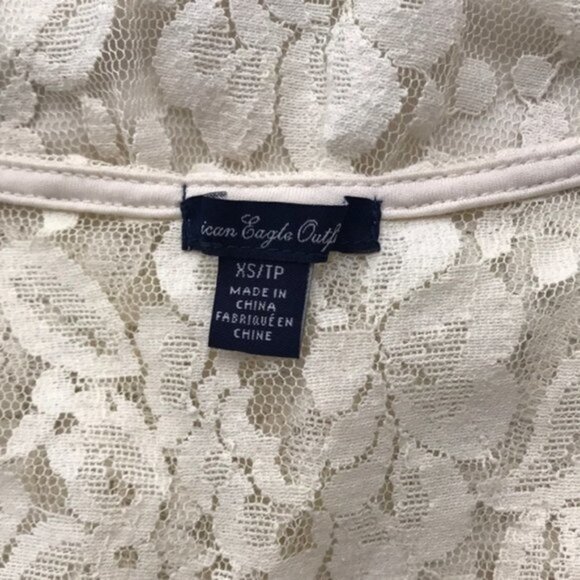 ican Eagle Outf
XS/TP
MADE IN
CHINA
FABRIQUÉ EN
CHINE